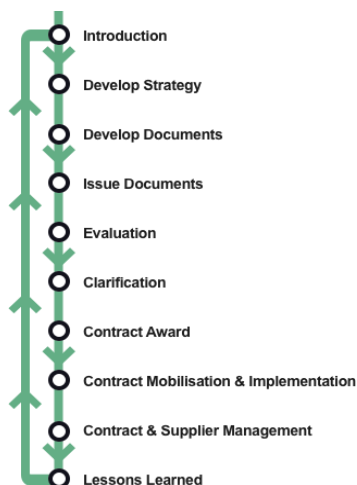 Introduction
Develop Strategy
Develop Documents
Issue Documents
Evaluation
Clarification
Contract Award
Contract Mobilisation & Implementation
Contract & Supplier Management
Lessons Learned